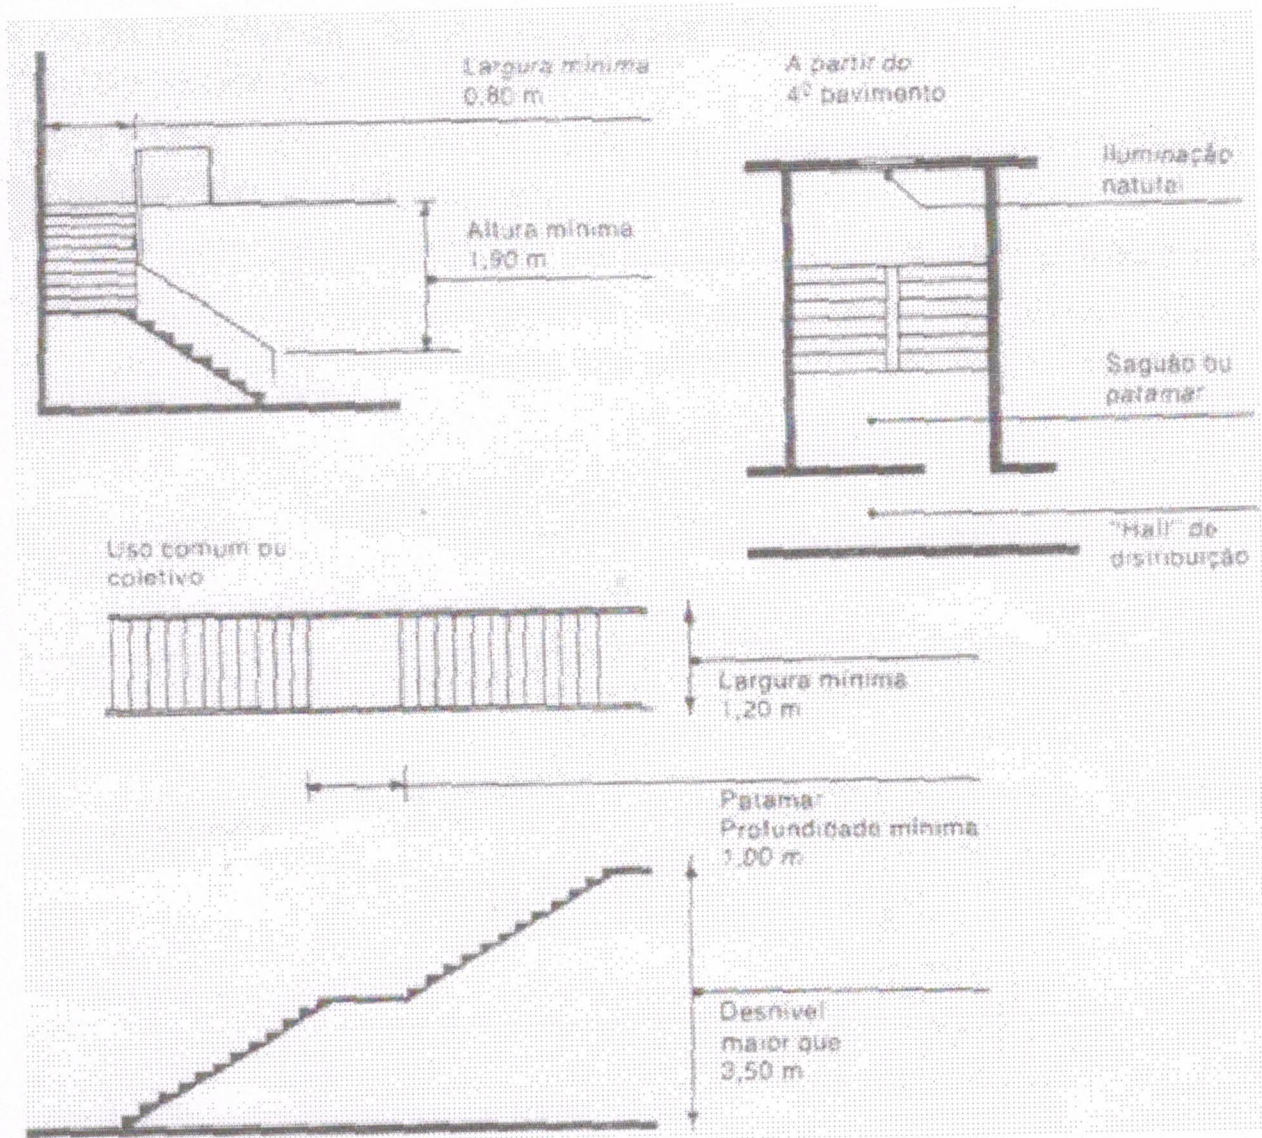 Largura mínima
0,80 m
Altura mínima
1,90 m
A partir do
4º pavimento
Iluminação
natural
Saguão ou
patamar
"Hall" de
distribuição
Uso comum ou
coletivo
Largura mínima
1,20 m
Patamar
Profundidade mínima
1,00 m
Desnível
maior que
3,50 m